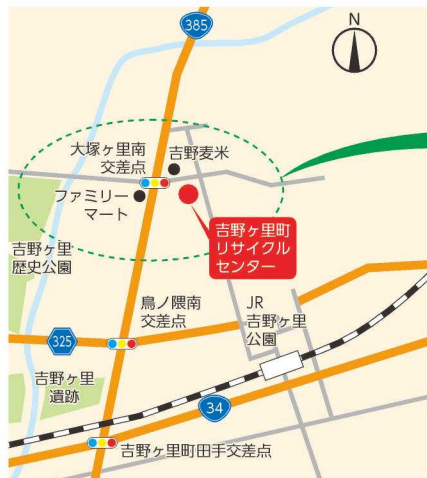 385
N
大塚ヶ里南
交差点
吉野麦米
ファミリー
マート
吉野ヶ里町
リサイクル
センター
吉野ヶ里
歴史公園
鳥ノ隈南
交差点
JR
吉野ヶ里
公園
325
吉野ヶ里
遺跡
34
吉野ヶ里町田手交差点